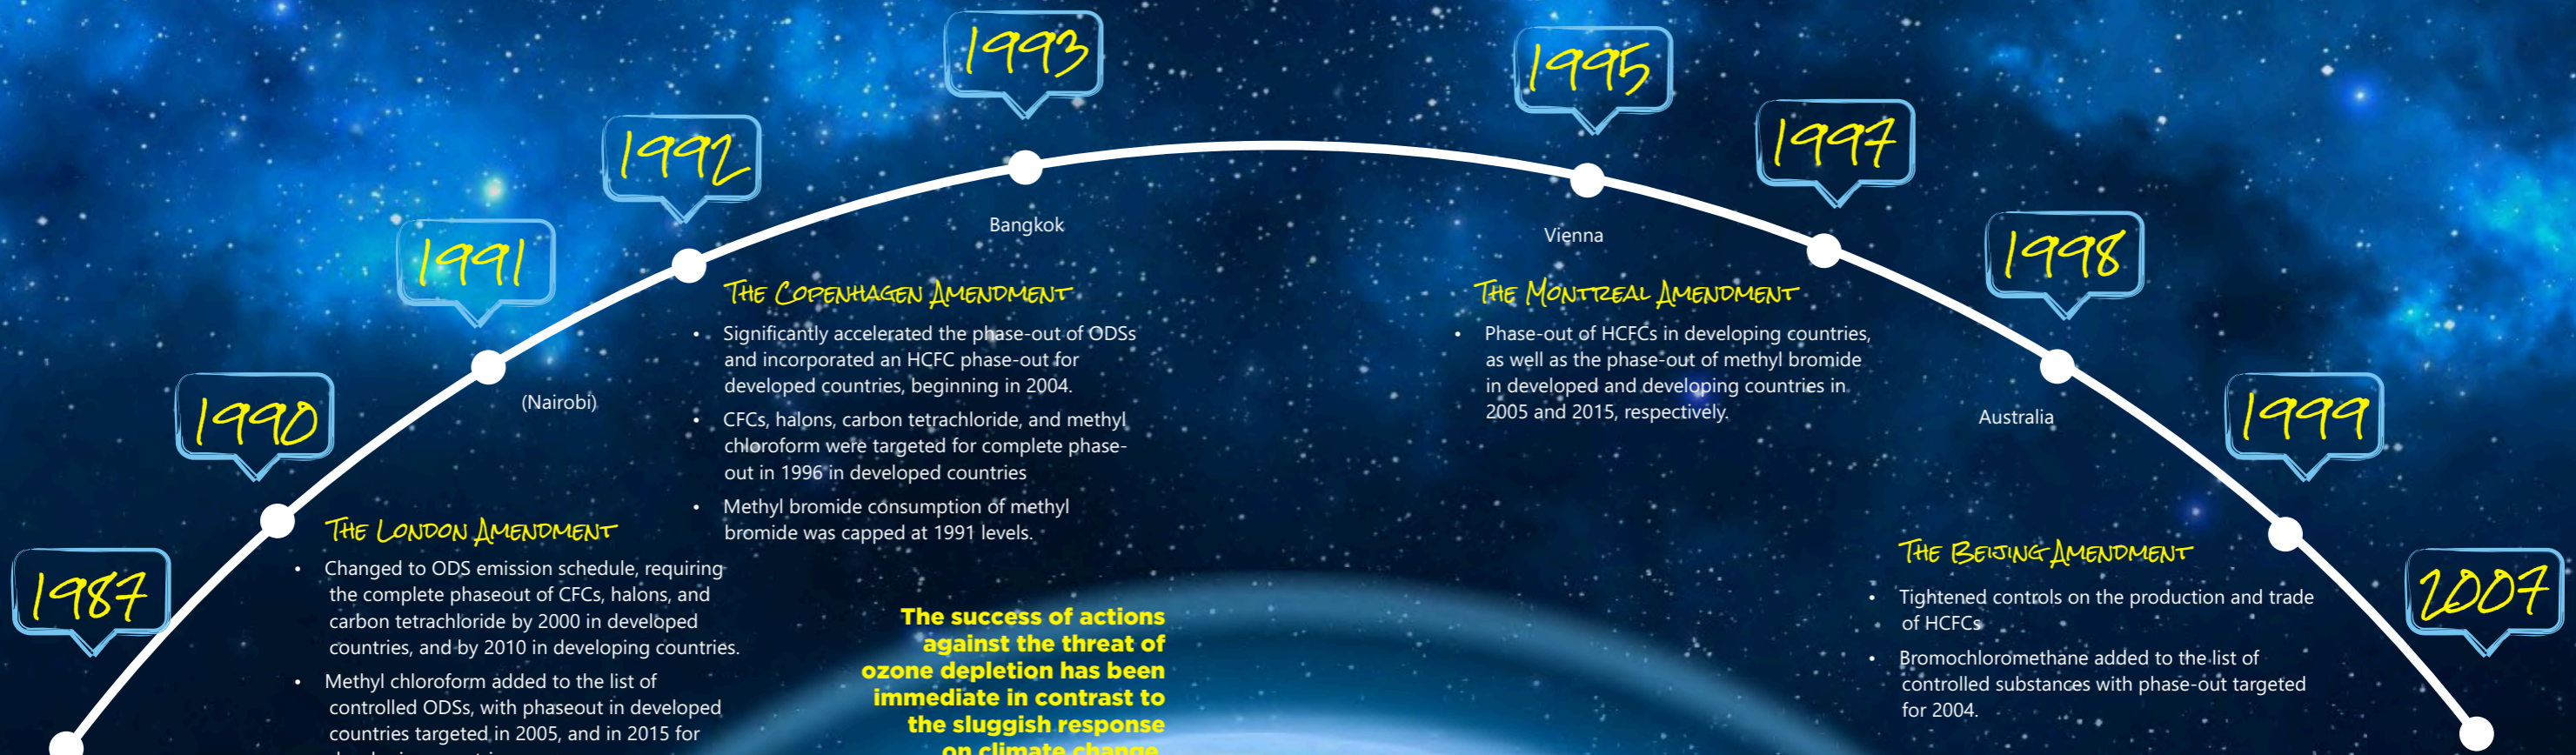 1987
1990
THE LONDON AMENDMENT
• Changed to ODS emission schedule, requiring
the complete phaseout of CFCs, halons, and
carbon tetrachloride by 2000 in developed
countries, and by 2010 in developing countries.
• Methyl chloroform added to the list of
controlled ODSs, with phaseout in developed
countries targeted in 2005, and in 2015 for
1991
(Nairobi)
1992
THE COPENHAGEN AMENDMENT
• Significantly accelerated the phase-out of ODSs
and incorporated an HCFC phase-out for
developed countries, beginning in 2004.
• CFCs, halons, carbon tetrachloride, and methyl
chloroform were targeted for complete phase-
out in 1996 in developed countries
• Methyl bromide consumption of methyl
bromide was capped at 1991 levels.
1993
Bangkok
The success of actions
against the threat of
ozone depletion has been
immediate in contrast to
the sluggish response
on climate change.
1995
Vienna
1997
THE MONTREAL AMENDMENT
• Phase-out of HCFCs in developing countries,
as well as the phase-out of methyl bromide
in developed and developing countries in
2005 and 2015, respectively.
1998
Australia
1999
THE BEIJING AMENDMENT
• Tightened controls on the production and trade
of HCFCs
• Bromochloromethane added to the list of
controlled substances with phase-out targeted
for 2004.
2007